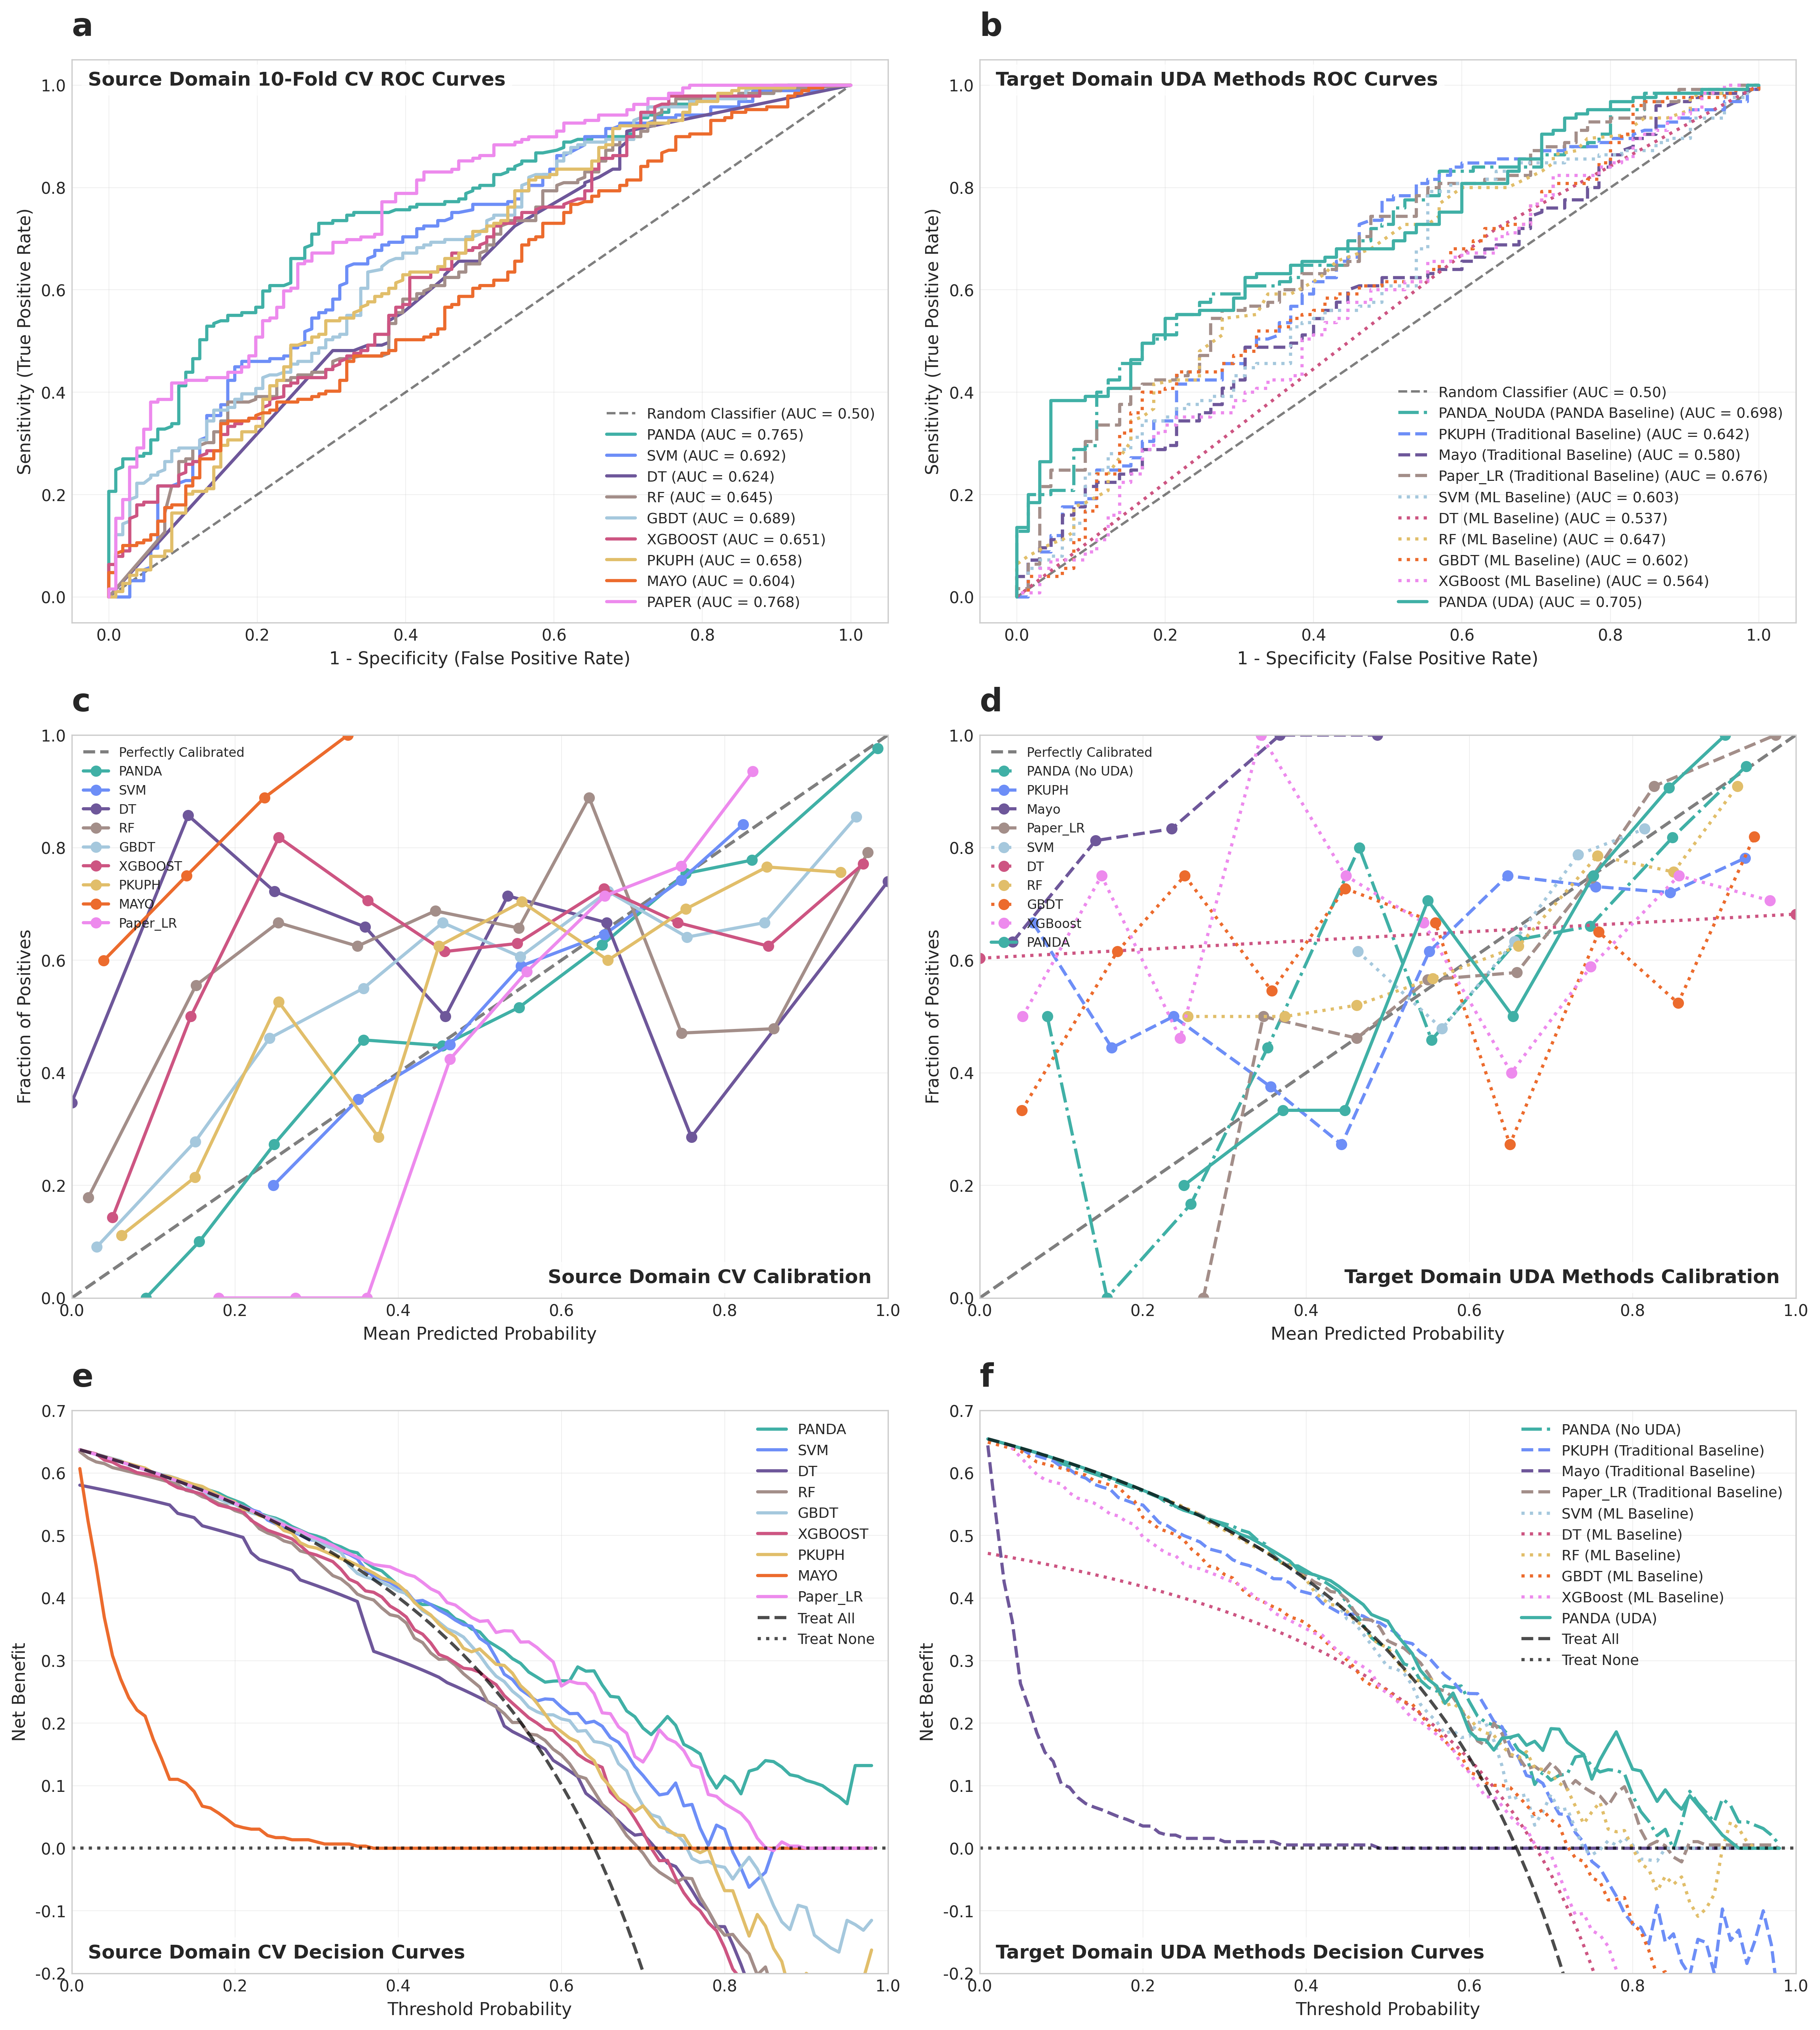 a
Source Domain 10-Fold CV ROC Curves
1.0
0.8
0.6
0.4
0.2
0.0
Sensitivity (True Positive Rate)
Random Classifier (AUC = 0.50)
PANDA (AUC = 0.765)
SVM (AUC = 0.692)
DT (AUC = 0.624)
RF (AUC = 0.645)
GBDT (AUC = 0.689)
XGBOOST (AUC = 0.651)
PKUPH (AUC = 0.658)
MAYO (AUC = 0.604)
PAPER (AUC = 0.768)
0.0 0.2 0.4 0.6 0.8 1.0
1 - Specificity (False Positive Rate)
b
Target Domain UDA Methods ROC Curves
1.0
0.8
0.6
0.4
0.2
0.0
Sensitivity (True Positive Rate)
Random Classifier (AUC = 0.50)
PANDA_NoUDA (PANDA Baseline) (AUC = 0.698)
PKUPH (Traditional Baseline) (AUC = 0.642)
Mayo (Traditional Baseline) (AUC = 0.580)
Paper_LR (Traditional Baseline) (AUC = 0.676)
SVM (ML Baseline) (AUC = 0.603)
DT (ML Baseline) (AUC = 0.537)
RF (ML Baseline) (AUC = 0.647)
GBDT (ML Baseline) (AUC = 0.602)
XGBoost (ML Baseline) (AUC = 0.564)
PANDA (UDA) (AUC = 0.705)
0.0 0.2 0.4 0.6 0.8 1.0
1 - Specificity (False Positive Rate)
c
1.0
0.8
0.6
0.4
0.2
0.0
Fraction of Positives
Perfectly Calibrated
PANDA
SVM
DT
RF
GBDT
XGBOOST
PKUPH
MAYO
Paper_LR
Source Domain CV Calibration
0.0 0.2 0.4 0.6 0.8 1.0
Mean Predicted Probability
d
1.0
0.8
0.6
0.4
0.2
0.0
Fraction of Positives
Perfectly Calibrated
PANDA (No UDA)
PKUPH
Mayo
Paper_LR
SVM
DT
RF
GBDT
XGBoost
PANDA
Target Domain UDA Methods Calibration
0.0 0.2 0.4 0.6 0.8 1.0
Mean Predicted Probability
e
0.7
0.6
0.5
0.4
0.3
0.2
0.1
0.0
-0.1
-0.2
Net Benefit
PANDA
SVM
DT
RF
GBDT
XGBOOST
PKUPH
MAYO
Paper_LR
Treat All
Treat None
Source Domain CV Decision Curves
0.0 0.2 0.4 0.6 0.8 1.0
Threshold Probability
f
0.7
0.6
0.5
0.4
0.3
0.2
0.1
0.0
-0.1
-0.2
Net Benefit
PANDA (No UDA)
PKUPH (Traditional Baseline)
Mayo (Traditional Baseline)
Paper_LR (Traditional Baseline)
SVM (ML Baseline)
DT (ML Baseline)
RF (ML Baseline)
GBDT (ML Baseline)
XGBoost (ML Baseline)
PANDA (UDA)
Treat All
Treat None
Target Domain UDA Methods Decision Curves
0.0 0.2 0.4 0.6 0.8 1.0
Threshold Probability